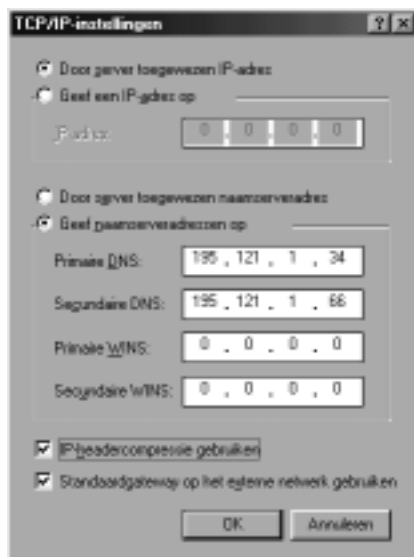 TCP/IP-instellingen
Door server toegewezen IP-adres
Geef een IP-adres op
IP-adres: 0 . 0 . 0 . 0
Door server toegewezen naamserveradres
Geef naamserveradressen op
Primaire DNS: 195 . 121 . 1 . 34
Secundaire DNS: 195 . 121 . 1 . 66
Primaire WINS: 0 . 0 . 0 . 0
Secundaire WINS: 0 . 0 . 0 . 0
IP-headercompressie gebruiken
Standaardgateway op het externe netwerk gebruiken
OK Annuleren